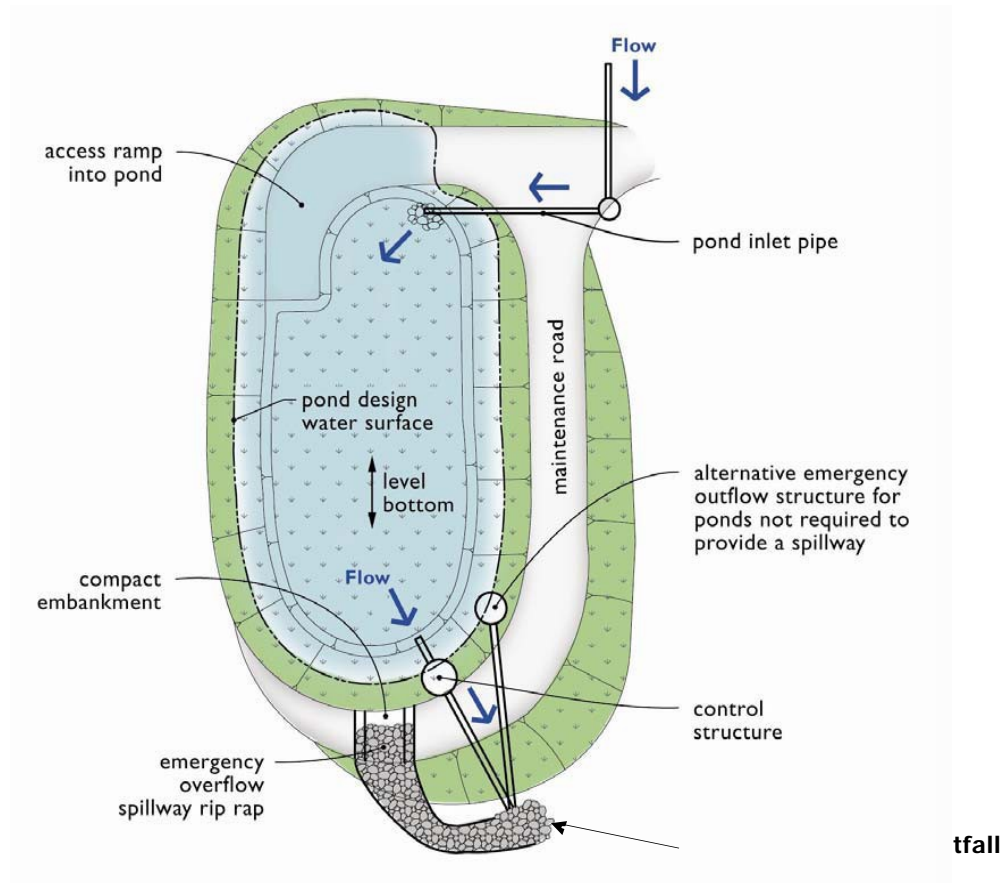 Flow
access ramp
into pond
pond inlet pipe
maintenance road
pond design
water surface
level
bottom
alternative emergency
outflow structure for
ponds not required to
provide a spillway
Flow
compact
embankment
control
structure
emergency
overflow
spillway rip rap
tfall